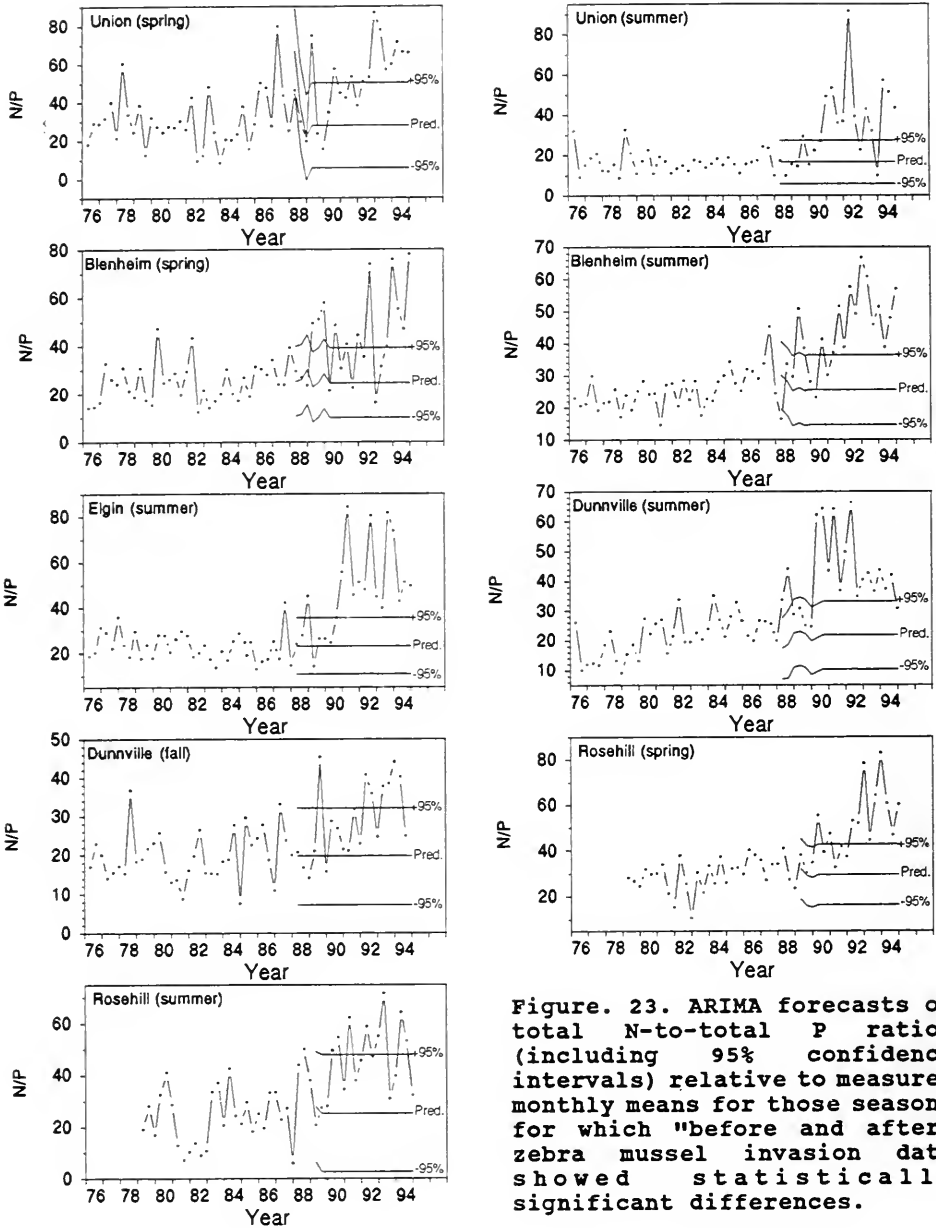 Union (spring)
80
60
40
20
0
N/P
+95%
Pred.
-95%
76 78 80 82 84 86 88 90 92 94
Year
Union (summer)
80
60
40
20
0
N/P
+95%
Pred.
-95%
76 78 80 82 84 86 88 90 92 94
Year
Blenheim (spring)
80
60
40
20
0
N/P
+95%
Pred.
-95%
76 78 80 82 84 86 88 90 92 94
Year
Blenheim (summer)
70
60
50
40
30
20
10
N/P
+95%
Pred.
-95%
76 78 80 82 84 86 88 90 92 94
Year
Elgin (summer)
80
60
40
20
N/P
+95%
Pred.
-95%
76 78 80 82 84 86 88 90 92 94
Year
Dunnville (summer)
70
60
50
40
30
20
10
N/P
+95%
Pred.
-95%
76 78 80 82 84 86 88 90 92 94
Year
Dunnville (fall)
50
40
30
20
10
0
N/P
+95%
Pred.
-95%
76 78 80 82 84 86 88 90 92 94
Year
Rosehill (spring)
80
60
40
20
N/P
+95%
Pred.
-95%
76 78 80 82 84 86 88 90 92 94
Year
Rosehill (summer)
60
40
20
0
N/P
+95%
Pred.
-95%
76 78 80 82 84 86 88 90 92 94
Year
Figure. 23. ARIMA forecasts o
total N-to-total P ratio
(including 95% confidenc
intervals) relative to measure
monthly means for those season
for which "before and after
zebra mussel invasion dat
showed statisticall
significant differences.